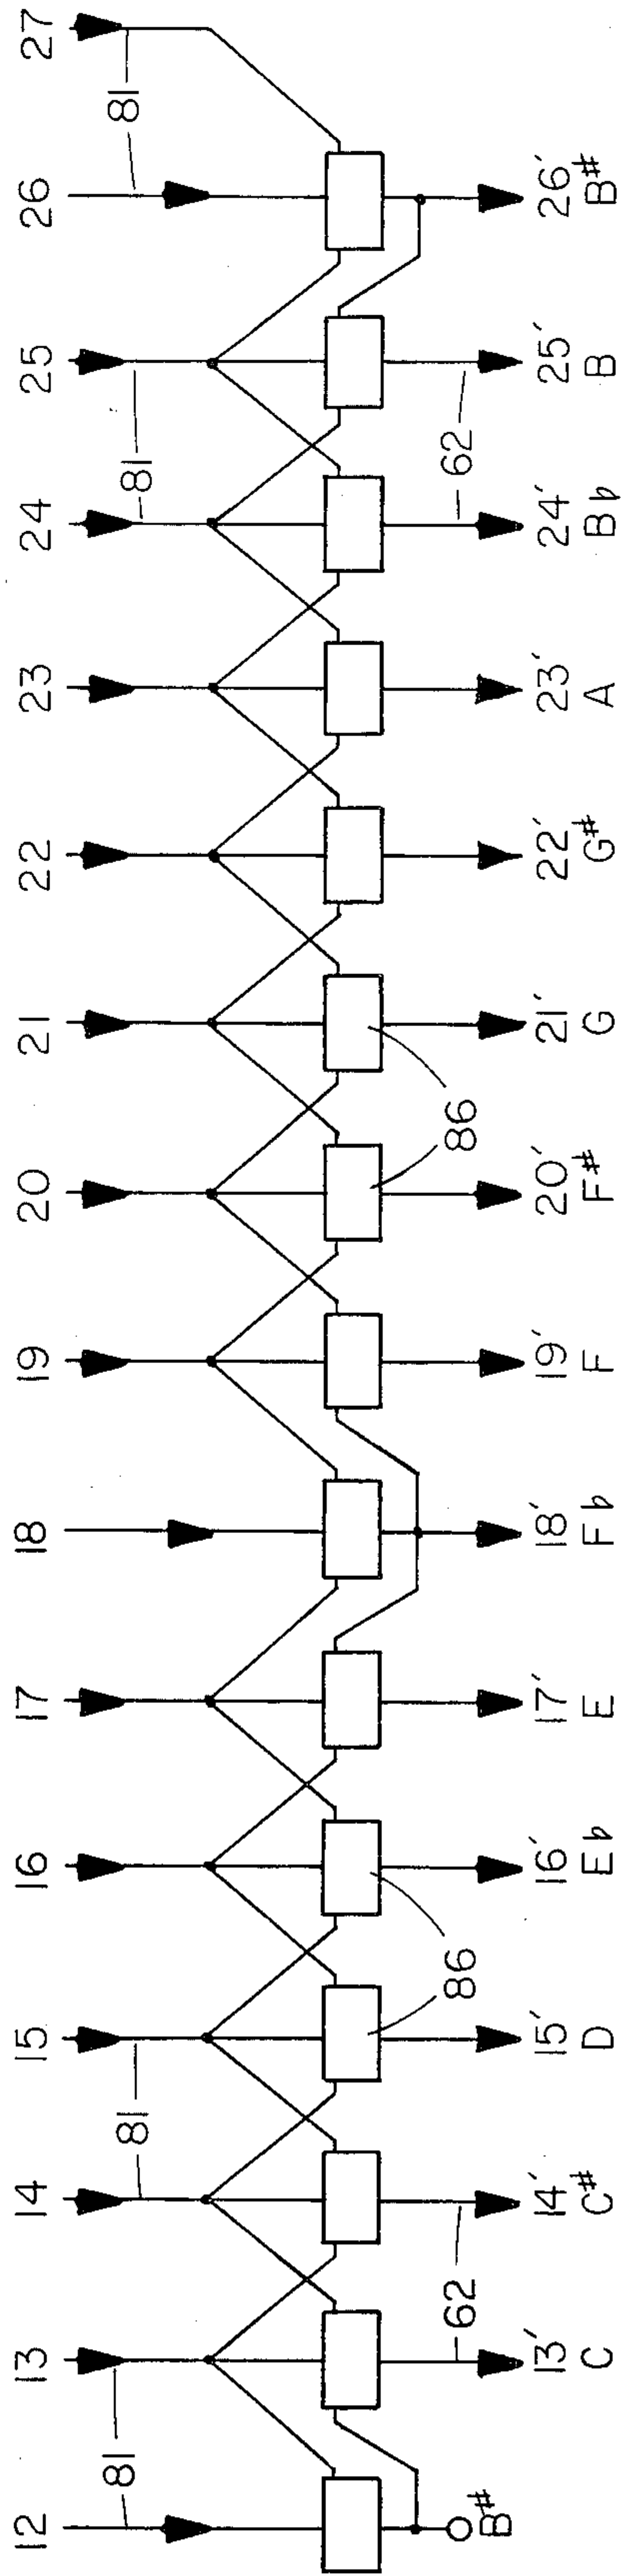 12 13 14 15 16 17 18 19 20 21 22 23 24 25 26 27
81 81 81 81
62 86 86 62
13′ 14′ 15′ 16′ 17′ 18′ 19′ 20′ 21′ 22′ 23′ 24′ 25′ 26′
B# C C# D E♭ E F♭ F F# G G# A B♭ B B#